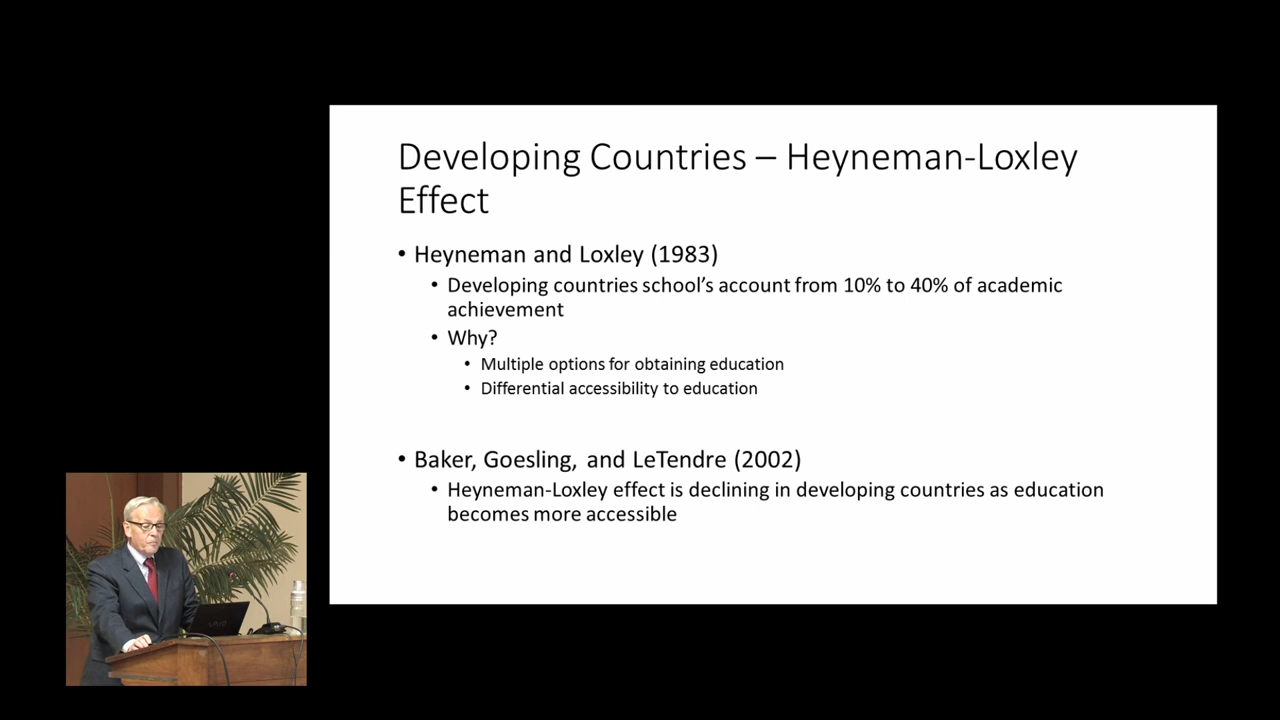 Developing Countries – Heyneman-Loxley
Effect
• Heyneman and Loxley (1983)
• Developing countries school's account from 10% to 40% of academic
achievement
• Why?
• Multiple options for obtaining education
• Differential accessibility to education
• Baker, Goesling, and LeTendre (2002)
• Heyneman-Loxley effect is declining in developing countries as education
becomes more accessible
VAIO